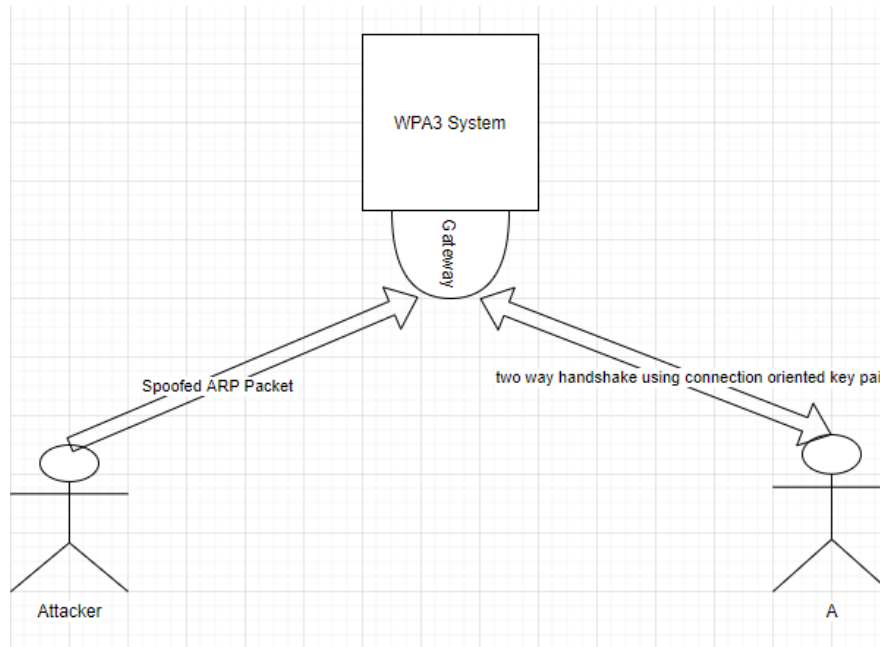 WPA3 System
Gateway
Spoofed ARP Packet
two way handshake using connection oriented key pai
Attacker
A